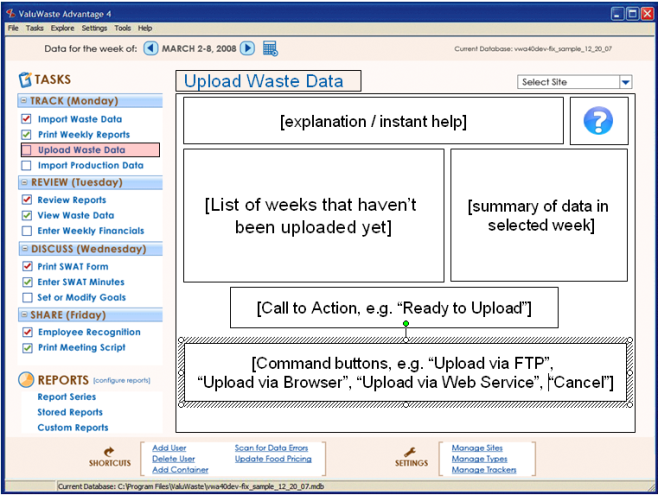 ValuWaste Advantage 4
File Tasks Explore Settings Tools Help
Data for the week of: MARCH 2-8, 2008
Current Database: vwa40dev-fix_sample_12_20_07
TASKS
TRACK (Monday)
Import Waste Data
Print Weekly Reports
Upload Waste Data
Import Production Data
REVIEW (Tuesday)
Review Reports
View Waste Data
Enter Weekly Financials
DISCUSS (Wednesday)
Print SWAT Form
Enter SWAT Minutes
Set or Modify Goals
SHARE (Friday)
Employee Recognition
Print Meeting Script
REPORTS (configure reports)
Report Series
Stored Reports
Custom Reports
Upload Waste Data
Select Site
[explanation / instant help]
?
[List of weeks that haven't
been uploaded yet]
[summary of data in
selected week]
[Call to Action, e.g. “Ready to Upload”]
[Command buttons, e.g. “Upload via FTP”,
“Upload via Browser”, “Upload via Web Service”, “Cancel”]
SHORTCUTS
Add User
Delete User
Add Container
Scan for Data Errors
Update Food Pricing
SETTINGS
Manage Sites
Manage Types
Manage Trackers
Current Database: C:\Program Files\ValuWaste\vwa40dev-fix_sample_12_20_07.mdb